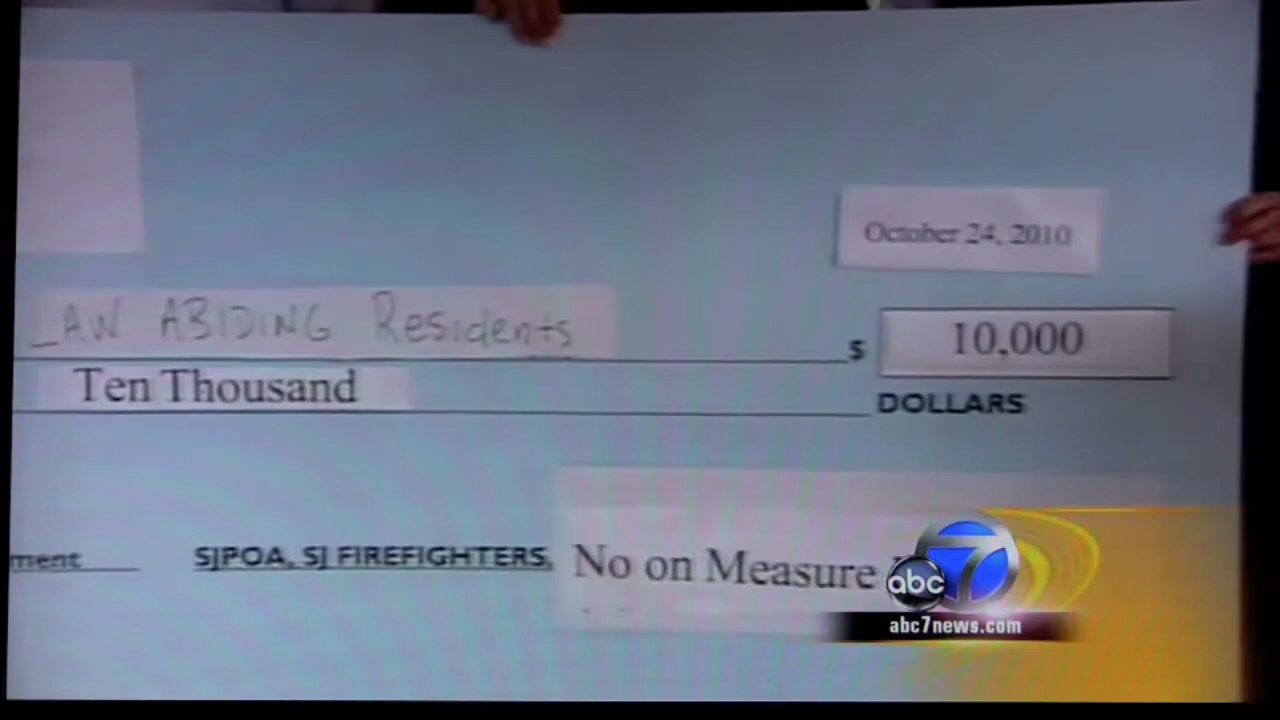 October 24, 2010
LAW ABIDING Residents
$ 10,000
Ten Thousand
DOLLARS
ment
SJPOA, SJ FIREFIGHTERS,
No on Measure
abc 7
abc7news.com